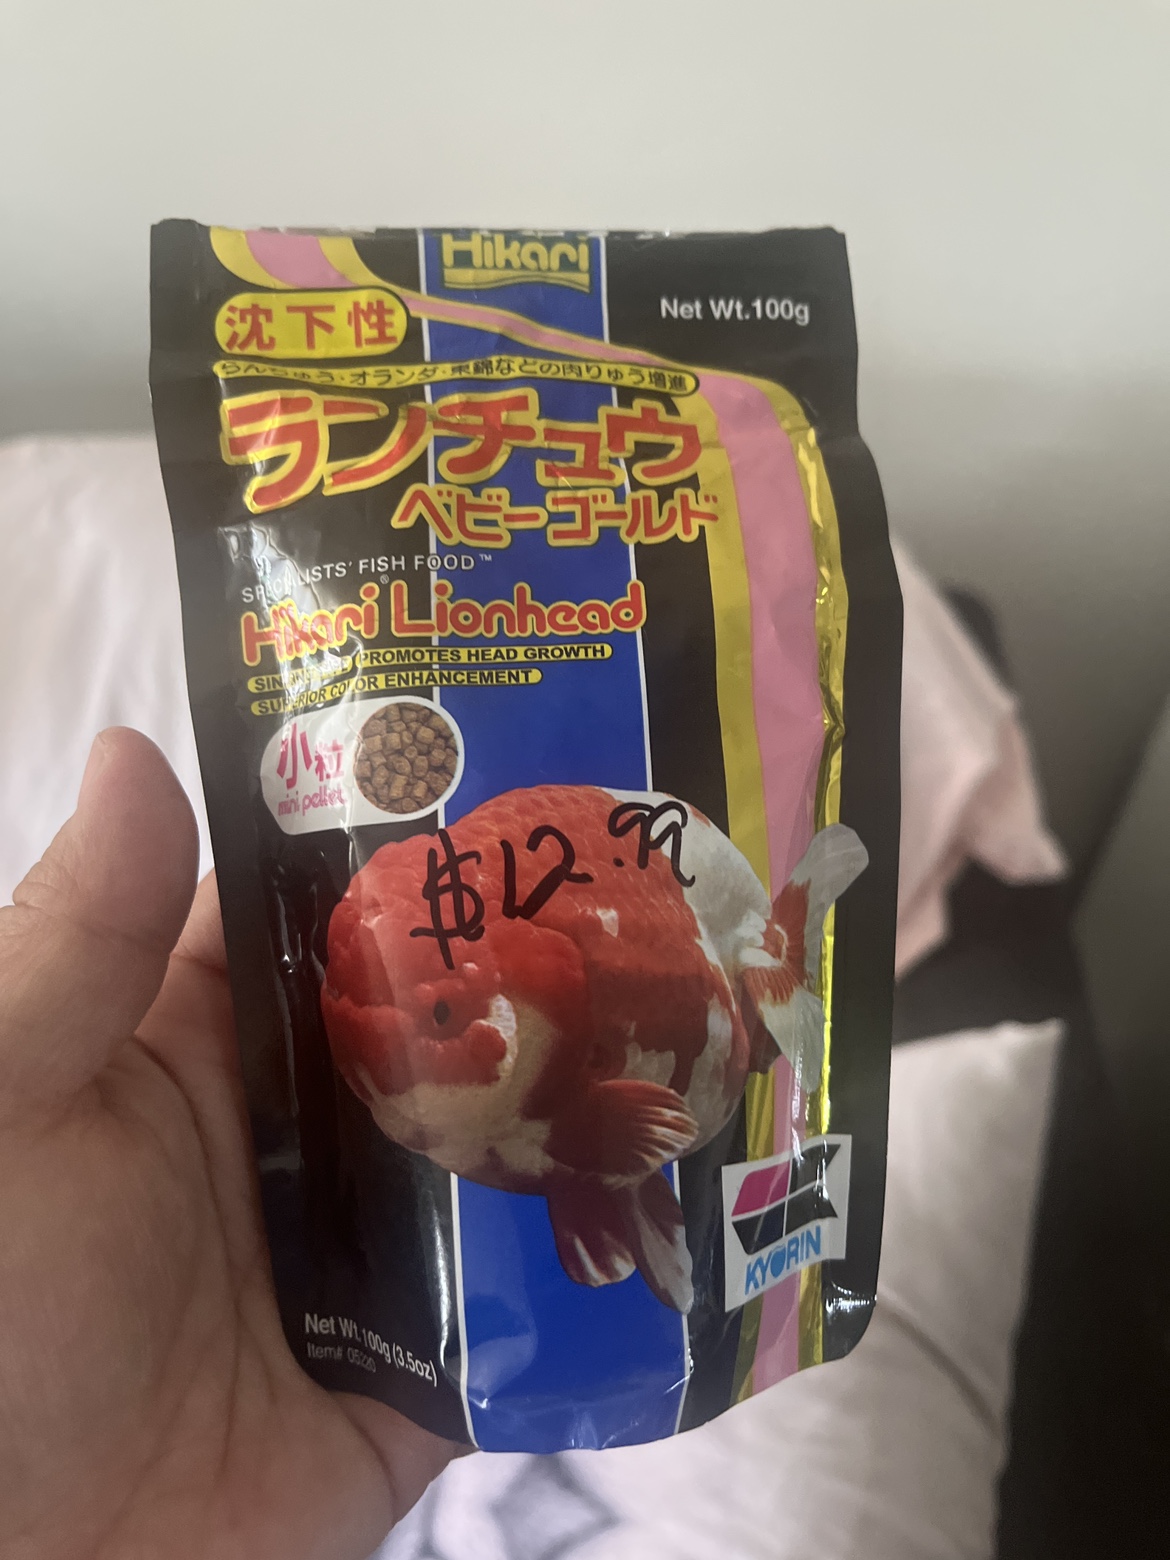 Hikari
Net Wt.100g
沈下性
らんちゅう・オランダ・東錦などの肉りゅう増進
ランチュウ
ベビーゴールド
SPECIALISTS' FISH FOOD™
Hikari® Lionhead
PROMOTES HEAD GROWTH
SUPERIOR COLOR ENHANCEMENT
小粒
mini pellet
$12.99
KYORIN
Net Wt.100g (3.5oz)
Item#